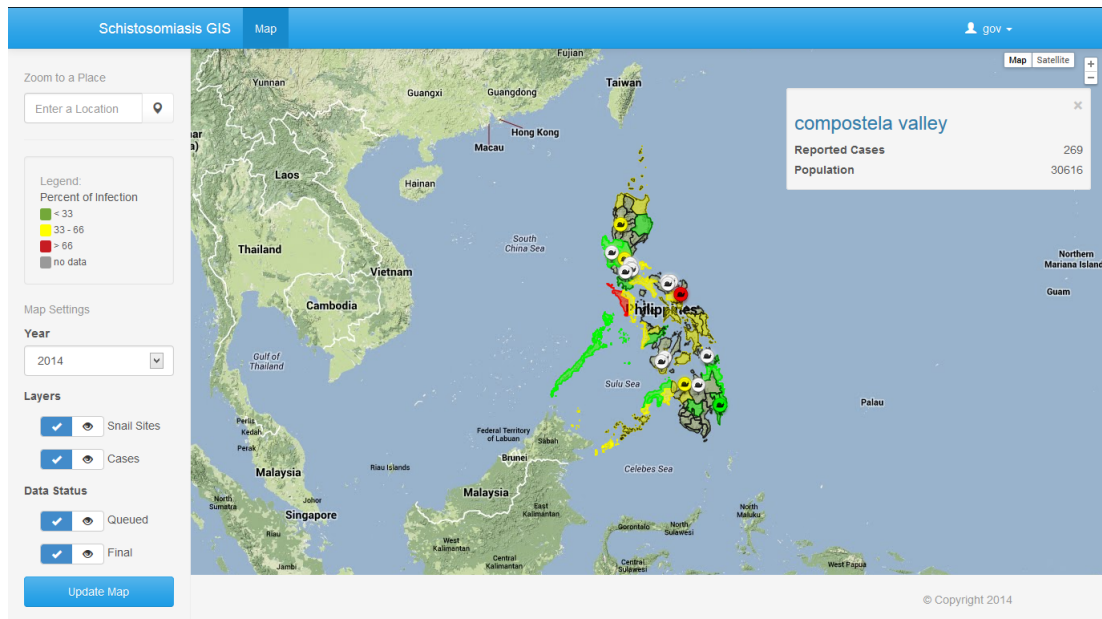 Schistosomiasis GIS
Map
gov
Zoom to a Place
Enter a Location
Legend:
Percent of Infection
< 33
33 - 66
> 66
no data
Map Settings
Year
2014
Layers
Snail Sites
Cases
Data Status
Queued
Final
Update Map
Map
Satellite
+
−
×
compostela valley
Reported Cases 269
Population 30616
Fujian
Yunnan
Taiwan
Guangxi
Guangdong
Hong Kong
Macau
Laos
Hainan
South
China Sea
Thailand
Northern
Mariana Island
Vietnam
Guam
Cambodia
Philippines
Gulf of
Thailand
Sulu Sea
Palau
Perlis
Kedah
Perak
Federal Territory
of Labuan
Sabah
Brunei
Malaysia
Riau Islands
Celebes Sea
Malaysia
North
Sumatra
Johor
Singapore
East
Kalimantan
North
Maluku
Riau
Gorontalo
North
Sulawesi
West
Kalimantan
Central
Kalimantan
Central
Sulawesi
West Papua
Jambi
© Copyright 2014